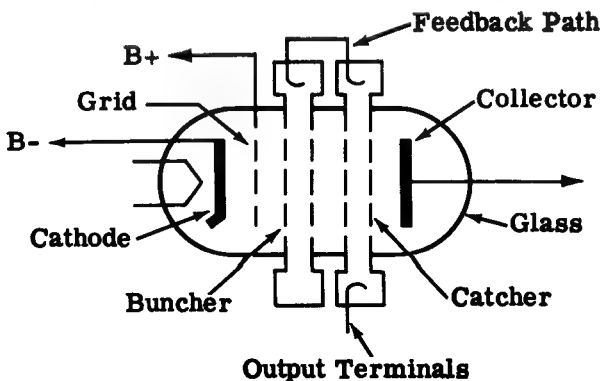 Feedback Path
B+
Grid
Collector
B-
Glass
Cathode
Buncher
Catcher
Output Terminals